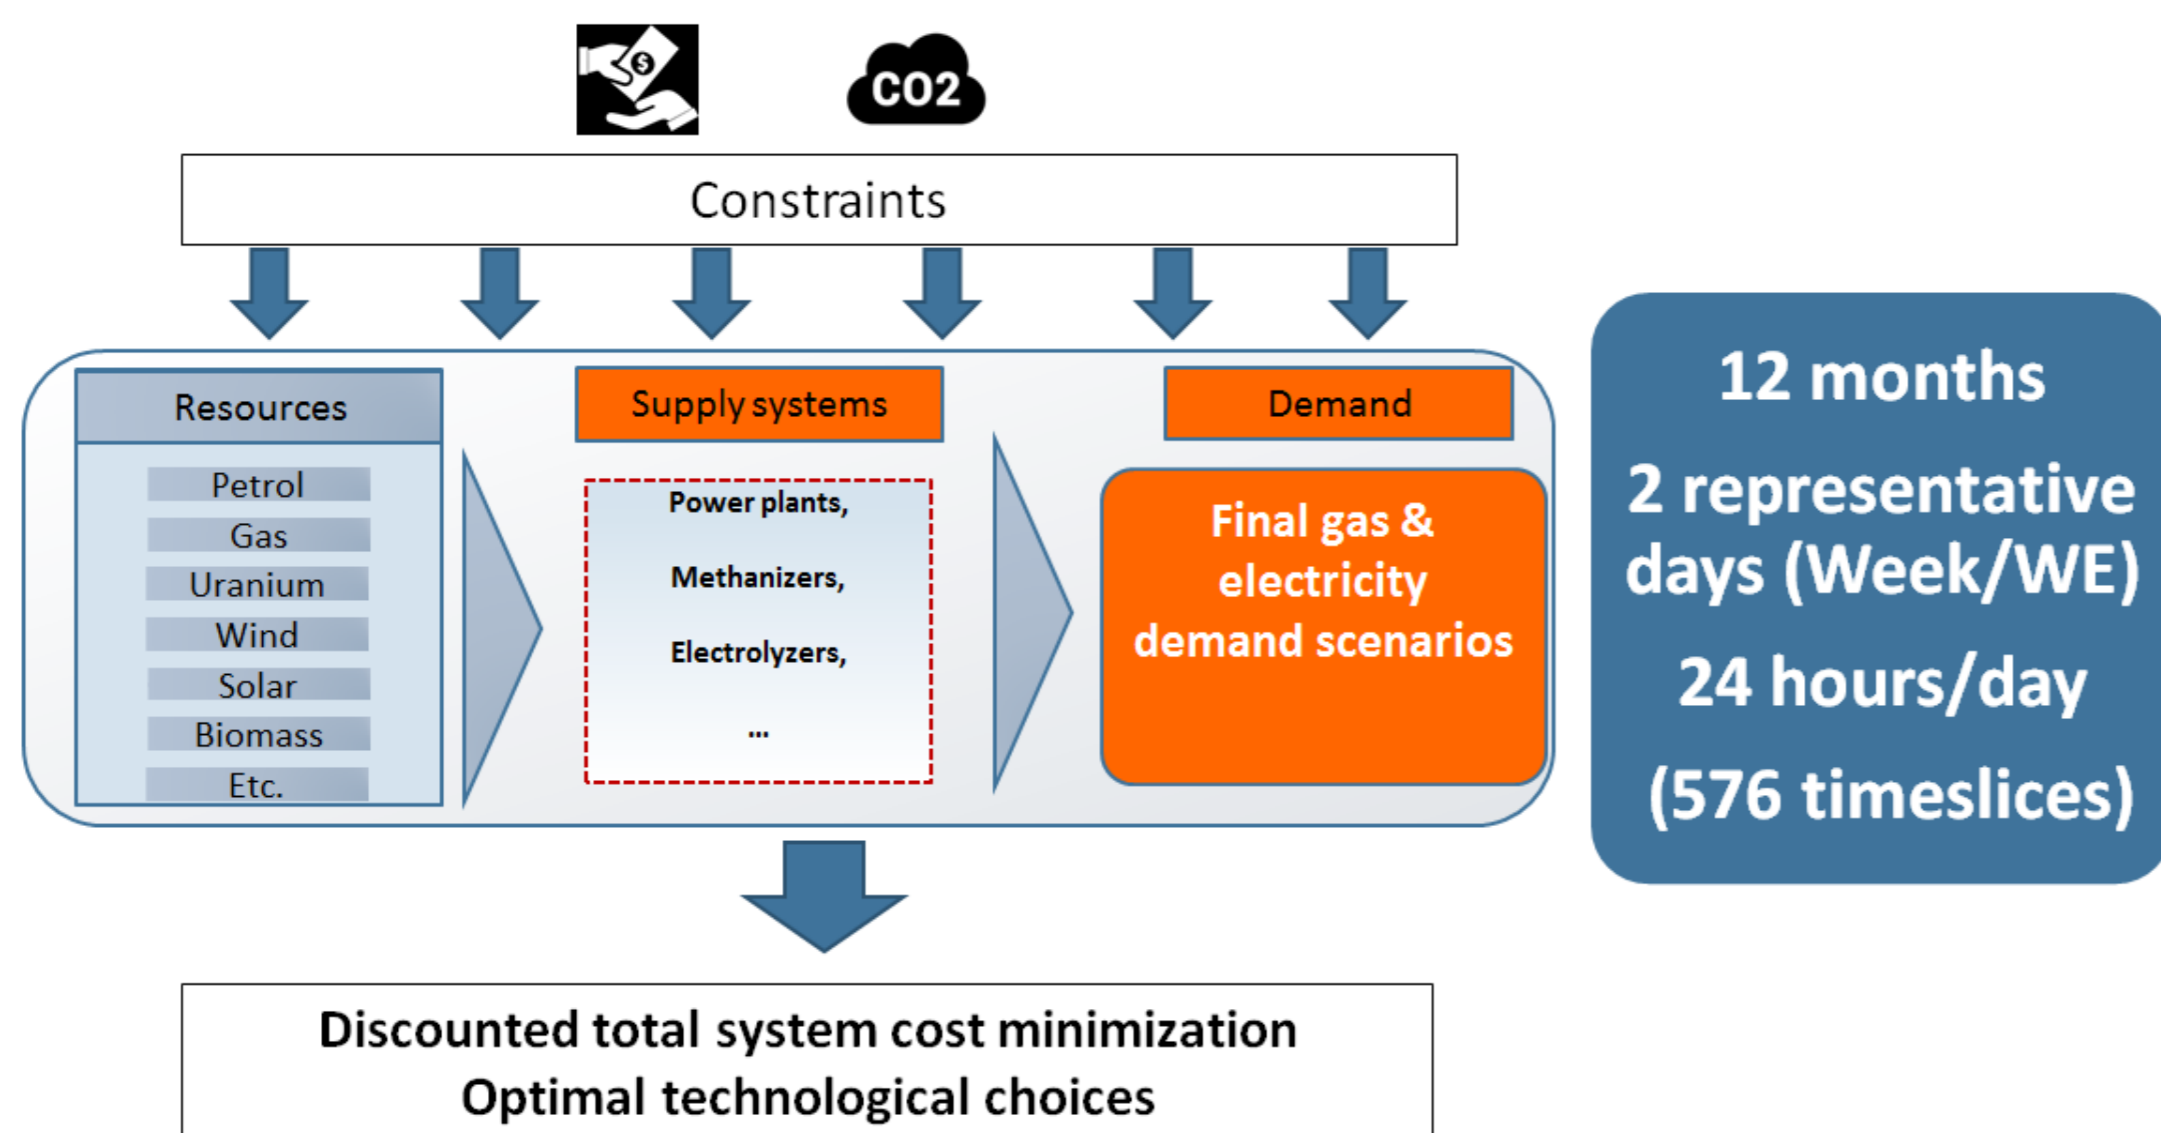 CO2
Constraints
Resources
Petrol
Gas
Uranium
Wind
Solar
Biomass
Etc.
Supply systems
Power plants,
Methanizers,
Electrolyzers,
...
Demand
Final gas &
electricity
demand scenarios
12 months
2 representative
days (Week/WE)
24 hours/day
(576 timeslices)
Discounted total system cost minimization
Optimal technological choices